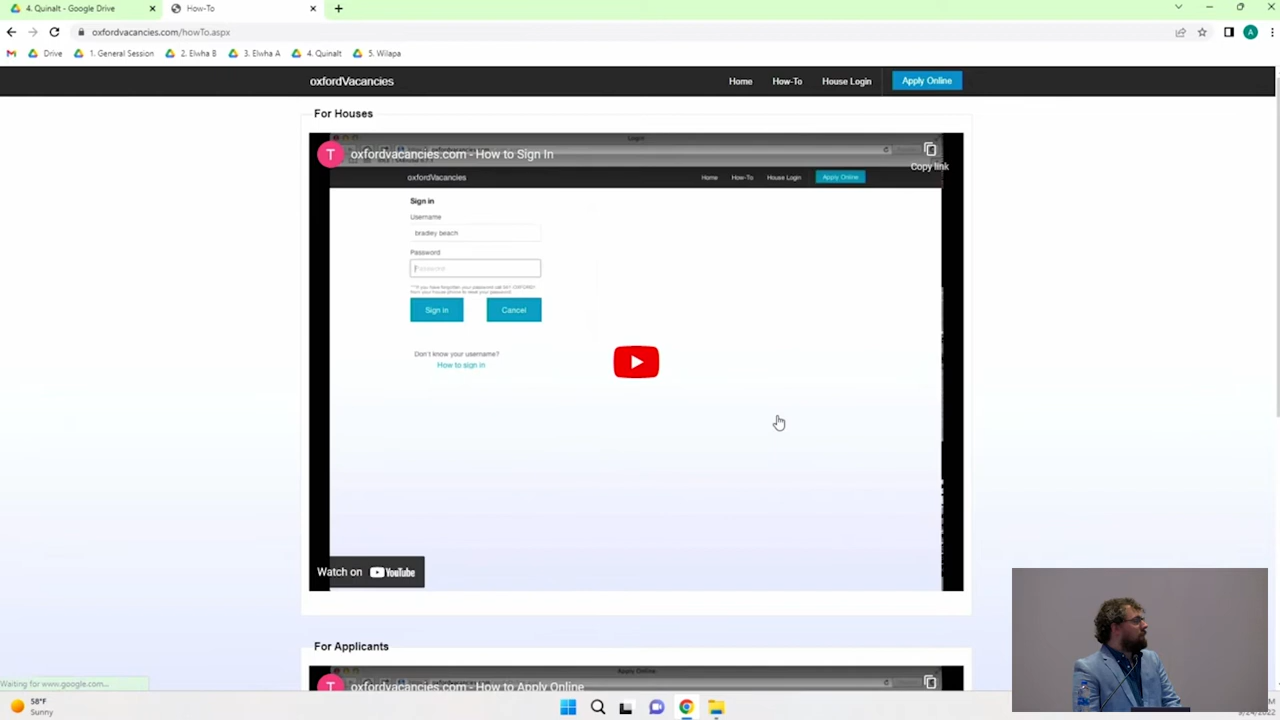 4. Quinalt - Google Drive
How-To
oxfordvacancies.com/howTo.aspx
A
Drive
1. General Session
2. Elwha B
3. Elwha A
4. Quinalt
5. Wilapa
oxfordVacancies
Home
How-To
House Login
Apply Online
For Houses
Login
T
oxfordvacancies.com - How to Sign In
Copy link
oxfordVacancies
Home
How-To
House Login
Apply Online
Sign in
Username
bradley beach
Password
Password
Sign in
Cancel
Don't know your username?
How to sign in
Watch on YouTube
For Applicants
Apply Online
T
oxfordvacancies.com - How to Apply Online
Waiting for www.google.com...
58°F
Sunny